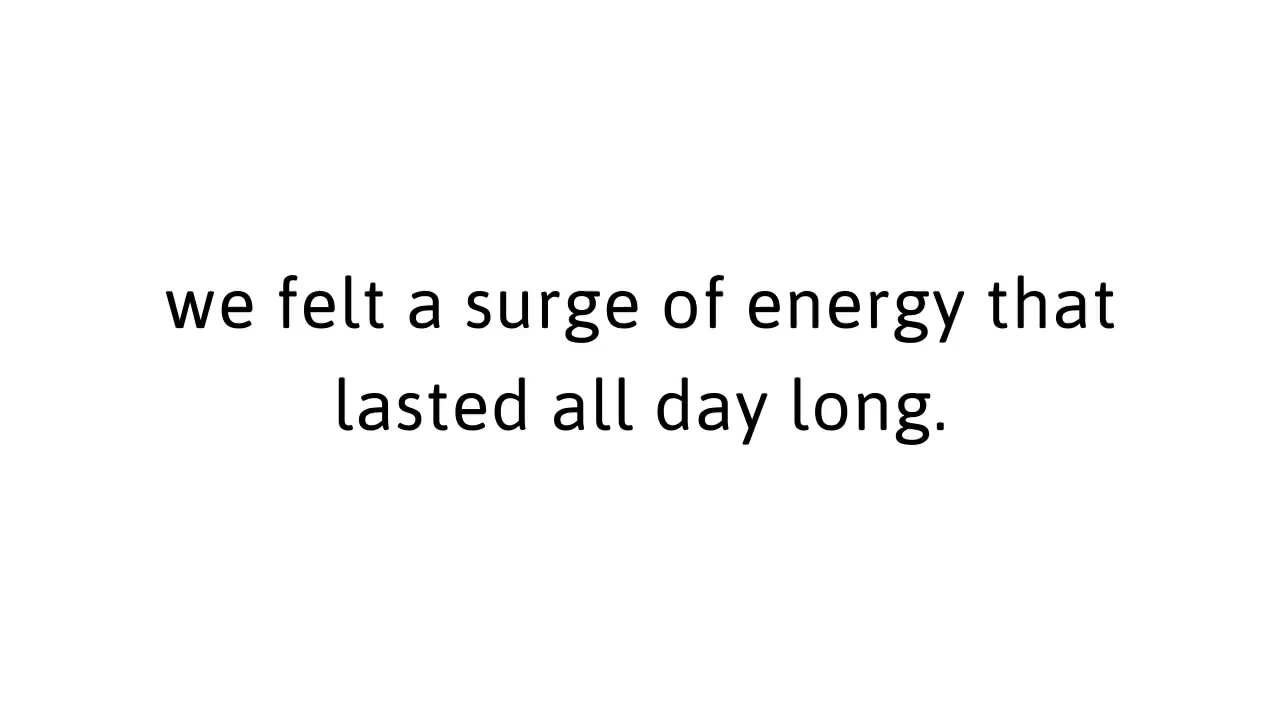 we felt a surge of energy that
lasted all day long.